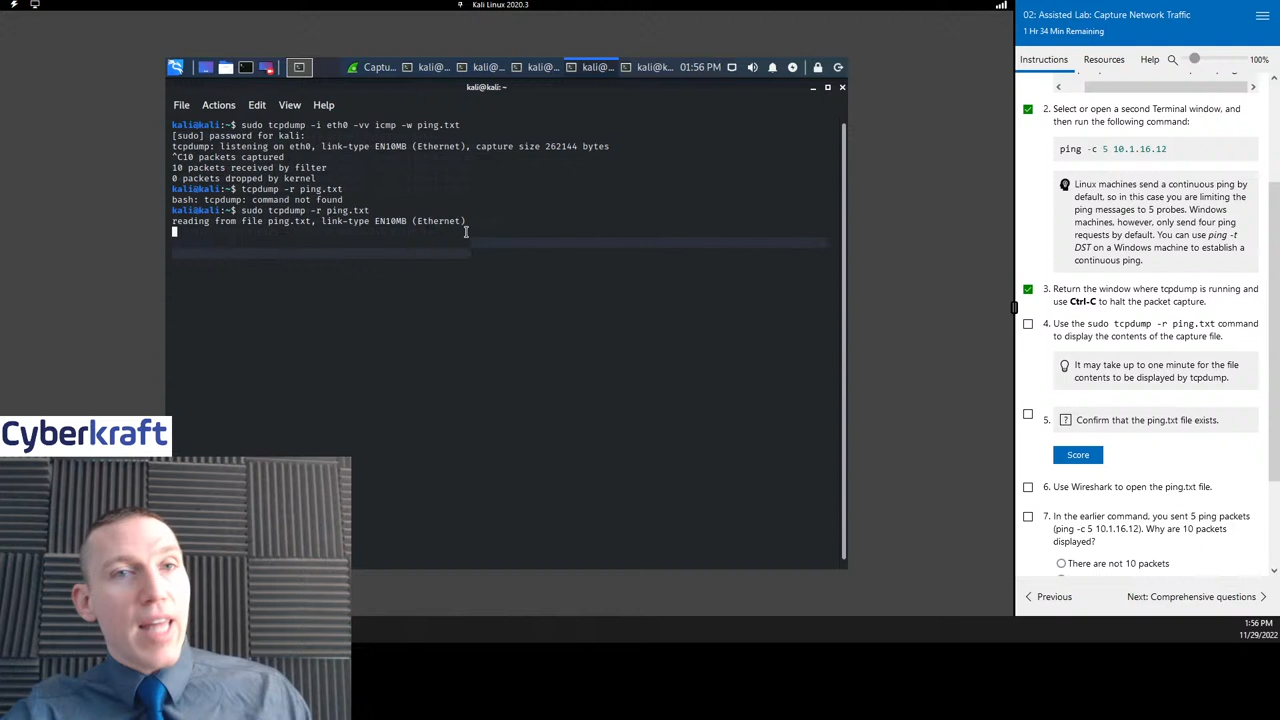 Kali Linux 2020.3
Captu...
kali@...
kali@...
kali@...
kali@...
kali@k...
01:56 PM
kali@kali: ~
File Actions Edit View Help
kali@kali:~$ sudo tcpdump -i eth0 -vv icmp -w ping.txt
[sudo] password for kali:
tcpdump: listening on eth0, link-type EN10MB (Ethernet), capture size 262144 bytes
^C10 packets captured
10 packets received by filter
0 packets dropped by kernel
kali@kali:~$ tcpdump -r ping.txt
bash: tcpdump: command not found
kali@kali:~$ sudo tcpdump -r ping.txt
reading from file ping.txt, link-type EN10MB (Ethernet)
Cyberkraft
02: Assisted Lab: Capture Network Traffic
1 Hr 34 Min Remaining
Instructions Resources Help 100%
2. Select or open a second Terminal window, and
then run the following command:
ping -c 5 10.1.16.12
Linux machines send a continuous ping by
default, so in this case you are limiting the
ping messages to 5 probes. Windows
machines, however, only send four ping
requests by default. You can use ping -t
DST on a Windows machine to establish a
continuous ping.
3. Return the window where tcpdump is running and
use Ctrl-C to halt the packet capture.
4. Use the sudo tcpdump -r ping.txt command
to display the contents of the capture file.
It may take up to one minute for the file
contents to be displayed by tcpdump.
5. Confirm that the ping.txt file exists.
Score
6. Use Wireshark to open the ping.txt file.
7. In the earlier command, you sent 5 ping packets
(ping -c 5 10.1.16.12). Why are 10 packets
displayed?
There are not 10 packets
Previous Next: Comprehensive questions
1:56 PM
11/29/2022